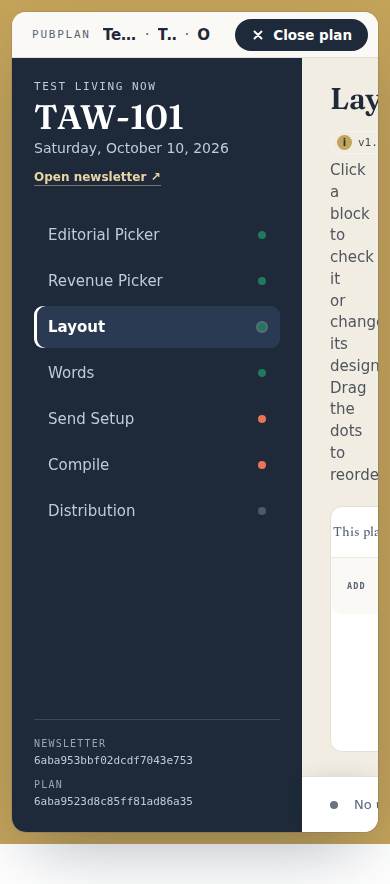 PUBPLAN Te... · T.. · O
× Close plan
TEST LIVING NOW
TAW-101
Saturday, October 10, 2026
Open newsletter ↗
Editorial Picker
Revenue Picker
Layout
Words
Send Setup
Compile
Distribution
NEWSLETTER
6aba953bbf02dcdf7043e753
PLAN
6aba9523d8c85ff81ad86a35
Lay
i v1.
Click
a
block
to
check
it
or
change
its
design
Drag
the
dots
to
reorde
This pla
ADD
No